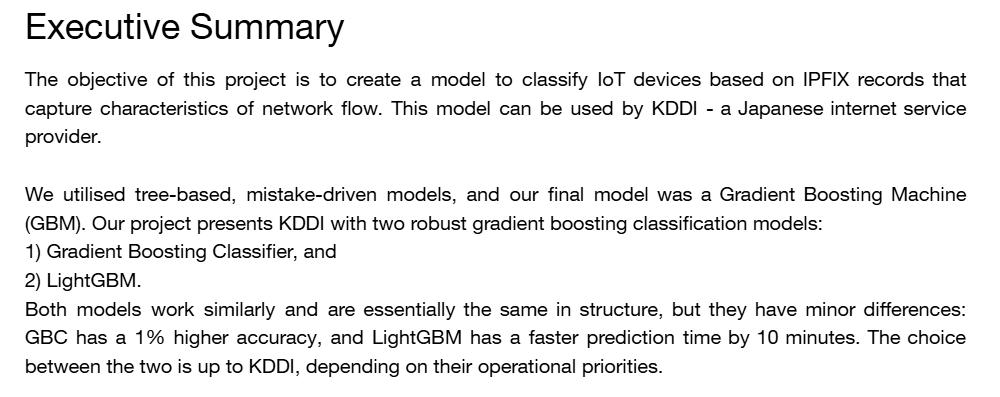 Executive Summary
The objective of this project is to create a model to classify IoT devices based on IPFIX records that
capture characteristics of network flow. This model can be used by KDDI - a Japanese internet service
provider.
We utilised tree-based, mistake-driven models, and our final model was a Gradient Boosting Machine
(GBM). Our project presents KDDI with two robust gradient boosting classification models:
1) Gradient Boosting Classifier, and
2) LightGBM.
Both models work similarly and are essentially the same in structure, but they have minor differences:
GBC has a 1% higher accuracy, and LightGBM has a faster prediction time by 10 minutes. The choice
between the two is up to KDDI, depending on their operational priorities.